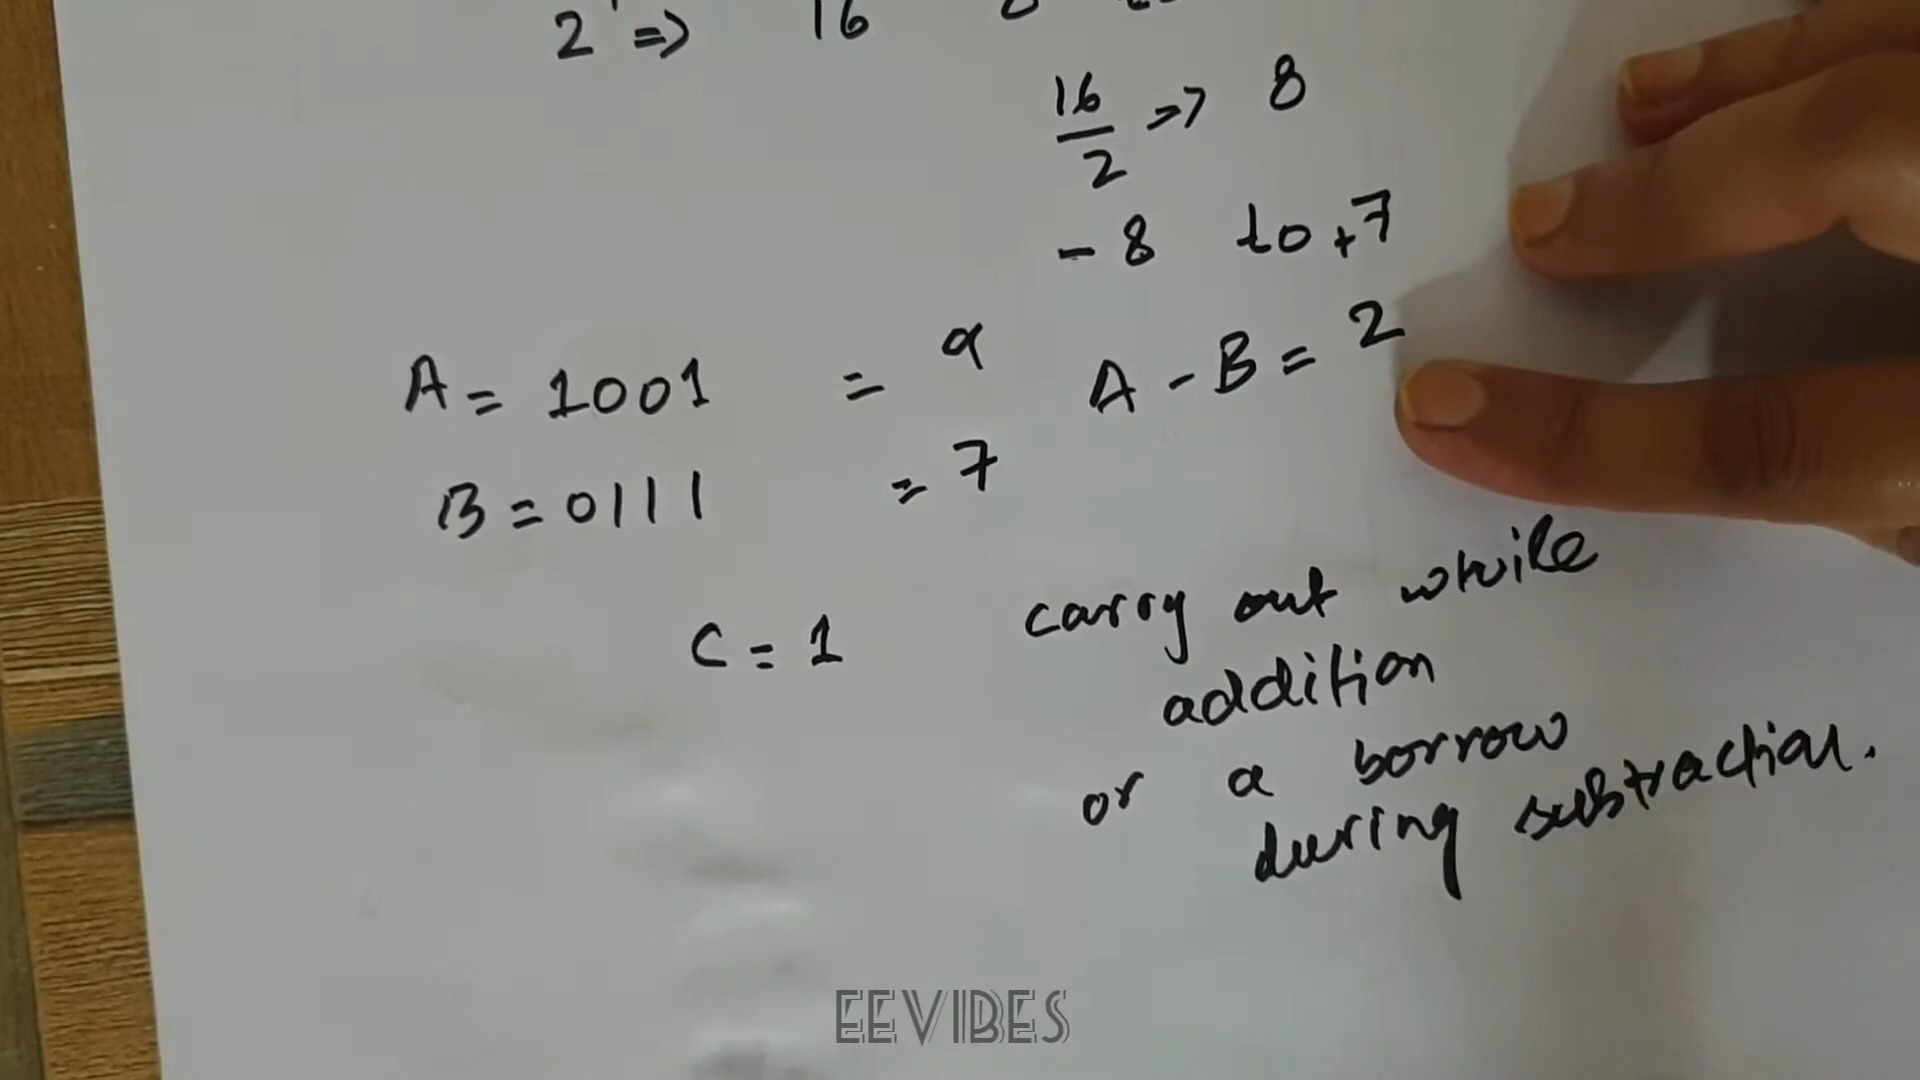 2 => 16
16/2 => 8
- 8 to +7
A = 1001 = 9 A - B = 2
B = 0111 = 7
C = 1 carry out while
addition
or a borrow
during subtraction.
EEVIBES